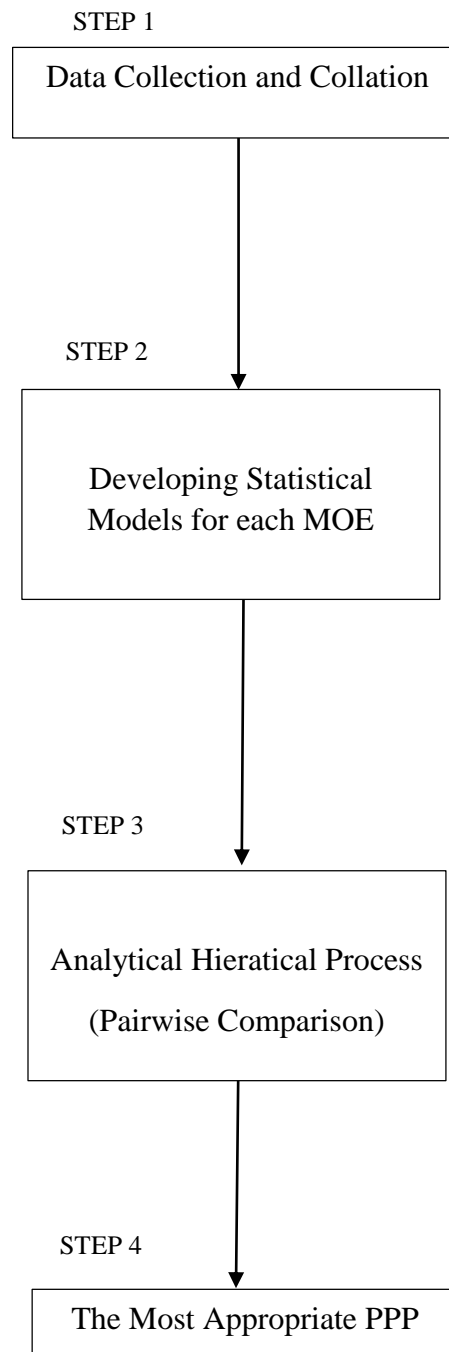 STEP 1
Data Collection and Collation
STEP 2
Developing Statistical
Models for each MOE
STEP 3
Analytical Hieratical Process
(Pairwise Comparison)
STEP 4
The Most Appropriate PPP